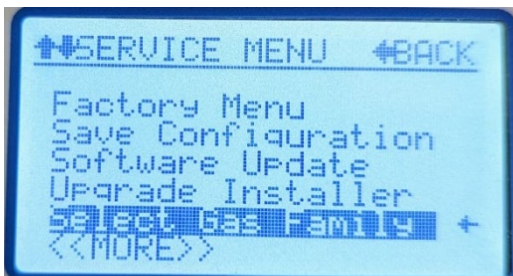 SERVICE MENU ←BACK
Factory Menu
Save Configuration
Software Update
Upgrade Installer
Select Gas Family ←
<<MORE>>